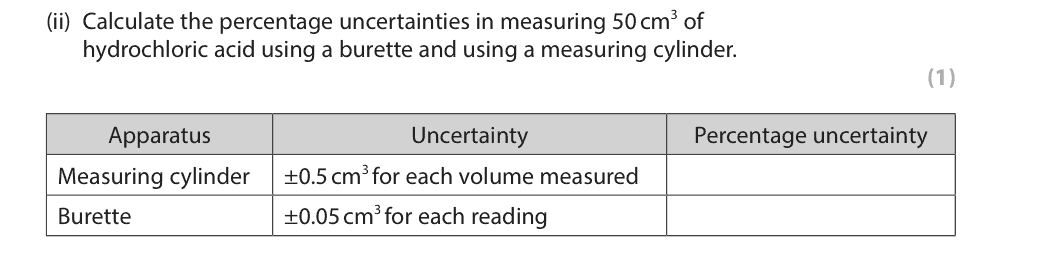 (ii) Calculate the percentage uncertainties in measuring 50 cm³ of
hydrochloric acid using a burette and using a measuring cylinder.
(1)
Apparatus Uncertainty Percentage uncertainty
Measuring cylinder ±0.5 cm³ for each volume measured
Burette ±0.05 cm³ for each reading